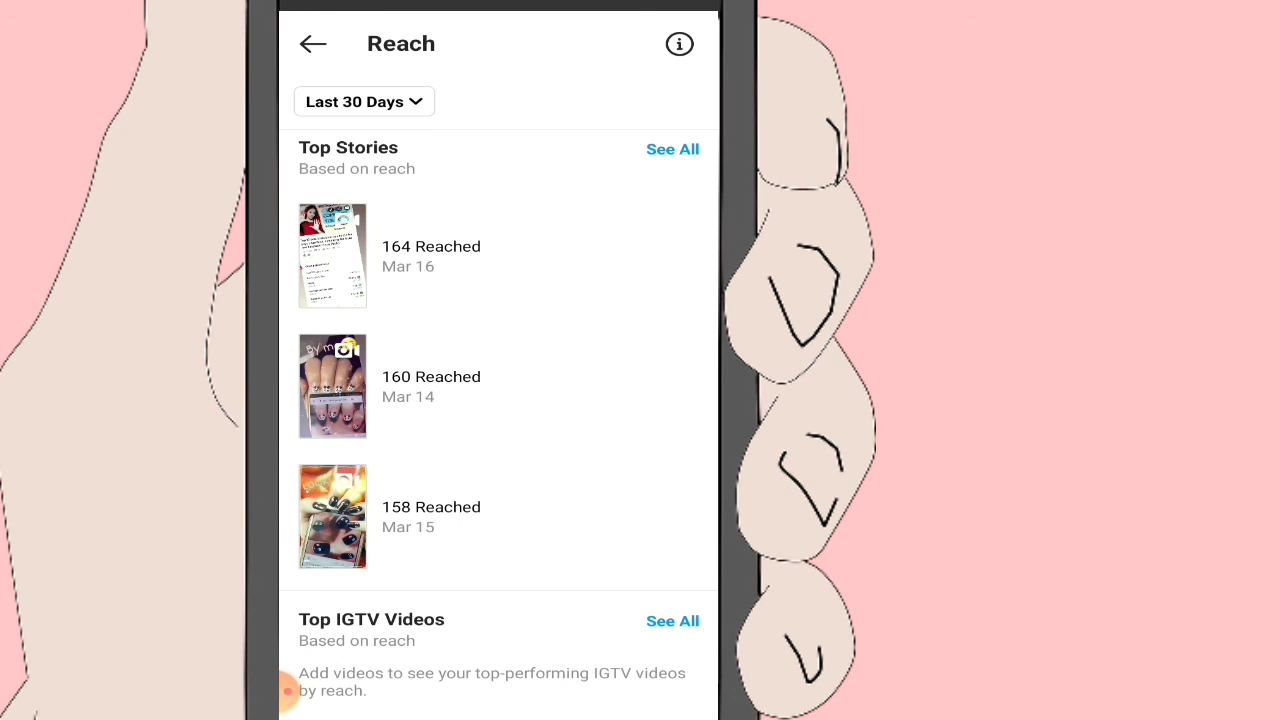 Reach
Last 30 Days
Top Stories
See All
Based on reach
164 Reached
Mar 16
By m
160 Reached
Mar 14
158 Reached
Mar 15
Top IGTV Videos
See All
Based on reach
Add videos to see your top-performing IGTV videos
by reach.